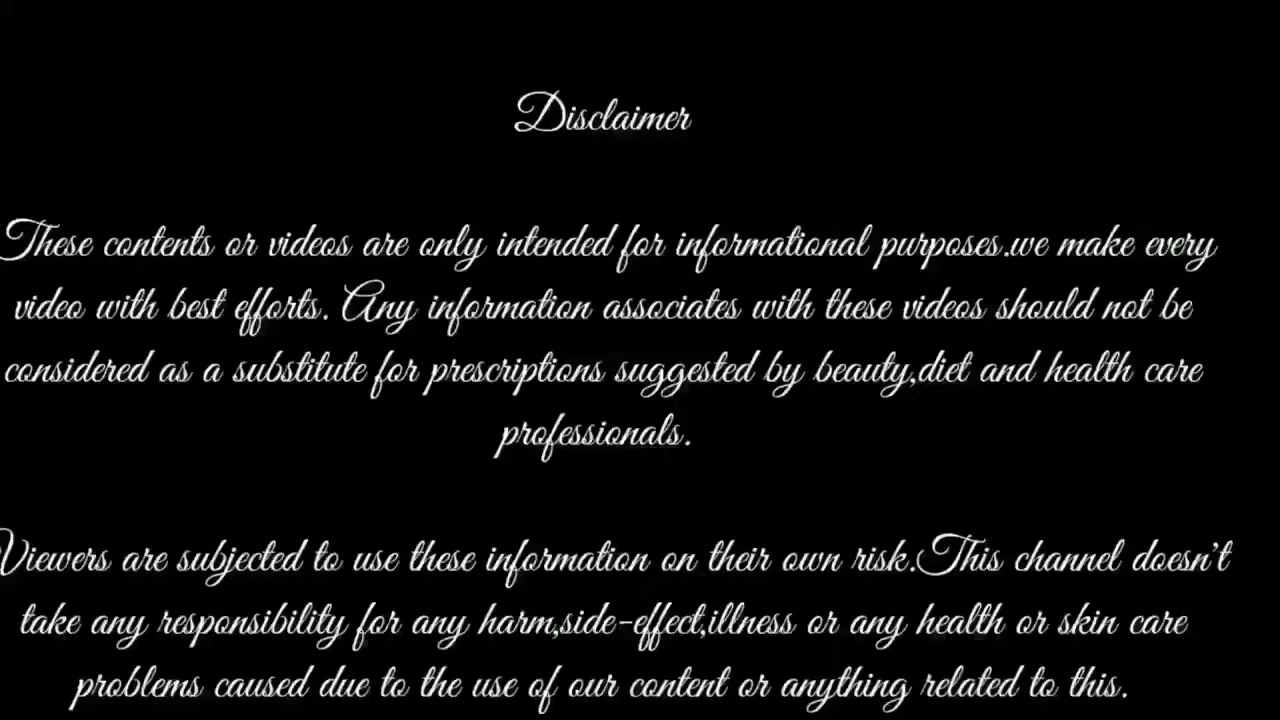 Disclaimer
These contents or videos are only intended for informational purposes.we make every
video with best efforts. Any information associates with these videos should not be
considered as a substitute for prescriptions suggested by beauty,diet and health care
professionals.
Viewers are subjected to use these information on their own risk.This channel doesn't
take any responsibility for any harm,side-effect,illness or any health or skin care
problems caused due to the use of our content or anything related to this.